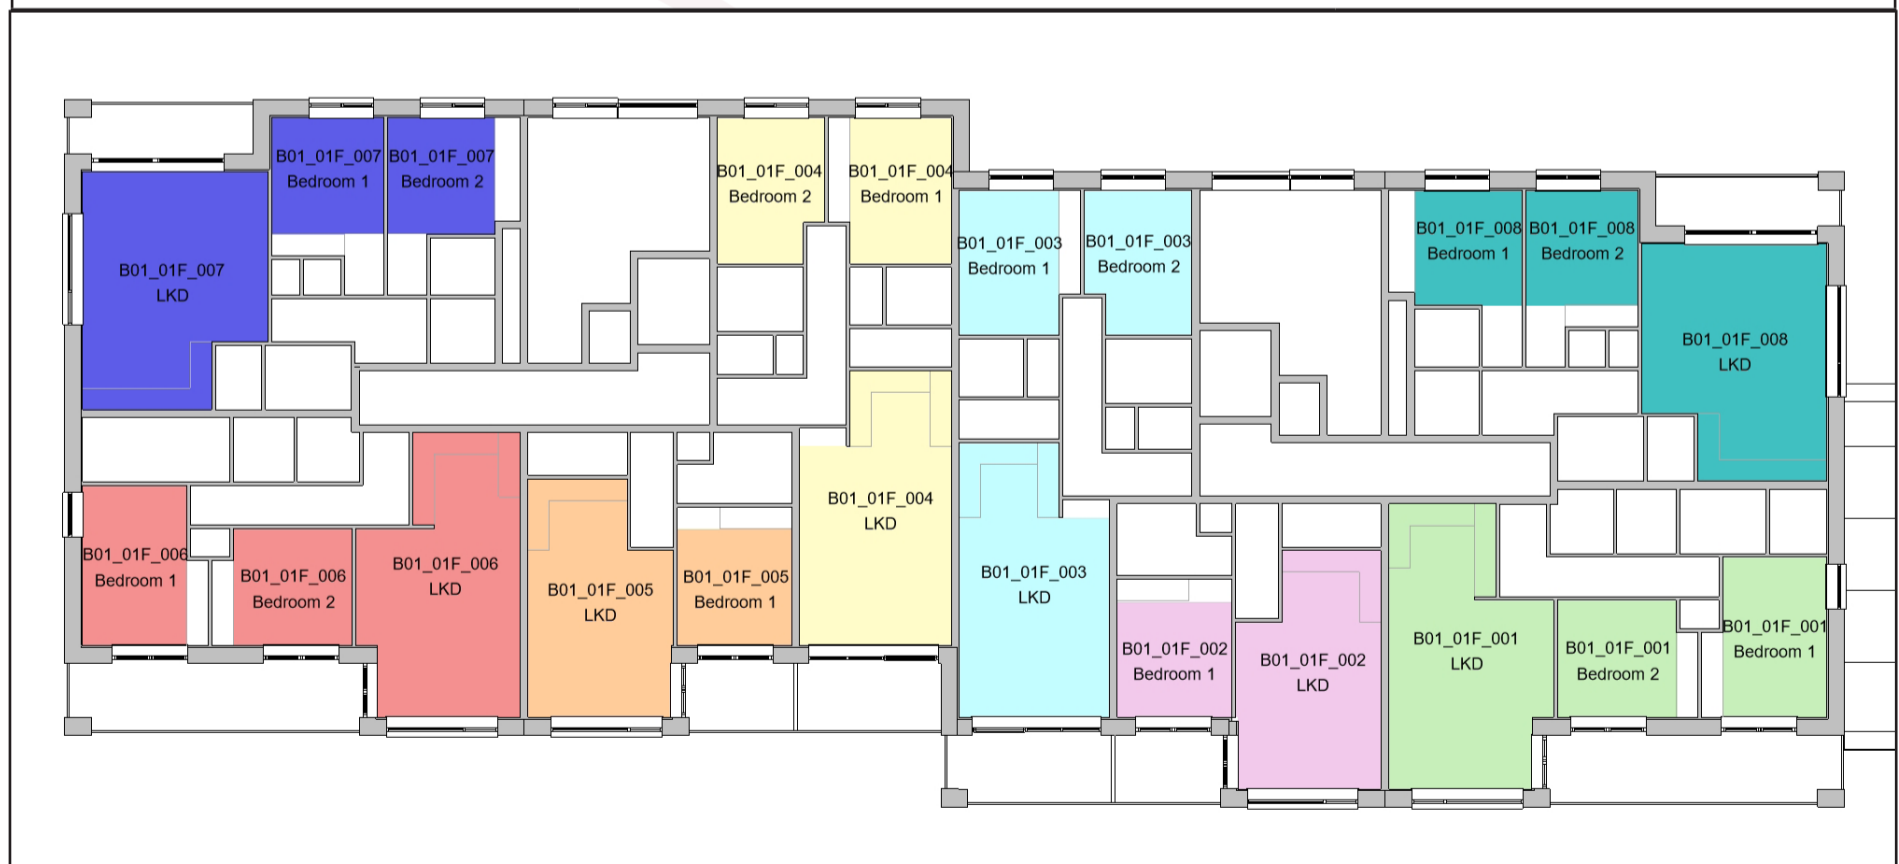 B01_01F_007
Bedroom 1
B01_01F_007
Bedroom 2
B01_01F_004
Bedroom 2
B01_01F_004
Bedroom 1
B01_01F_003
Bedroom 1
B01_01F_003
Bedroom 2
B01_01F_008
Bedroom 1
B01_01F_008
Bedroom 2
B01_01F_007
LKD
B01_01F_008
LKD
B01_01F_004
LKD
B01_01F_006
Bedroom 1
B01_01F_006
Bedroom 2
B01_01F_006
LKD
B01_01F_005
LKD
B01_01F_005
Bedroom 1
B01_01F_003
LKD
B01_01F_002
Bedroom 1
B01_01F_002
LKD
B01_01F_001
LKD
B01_01F_001
Bedroom 2
B01_01F_001
Bedroom 1